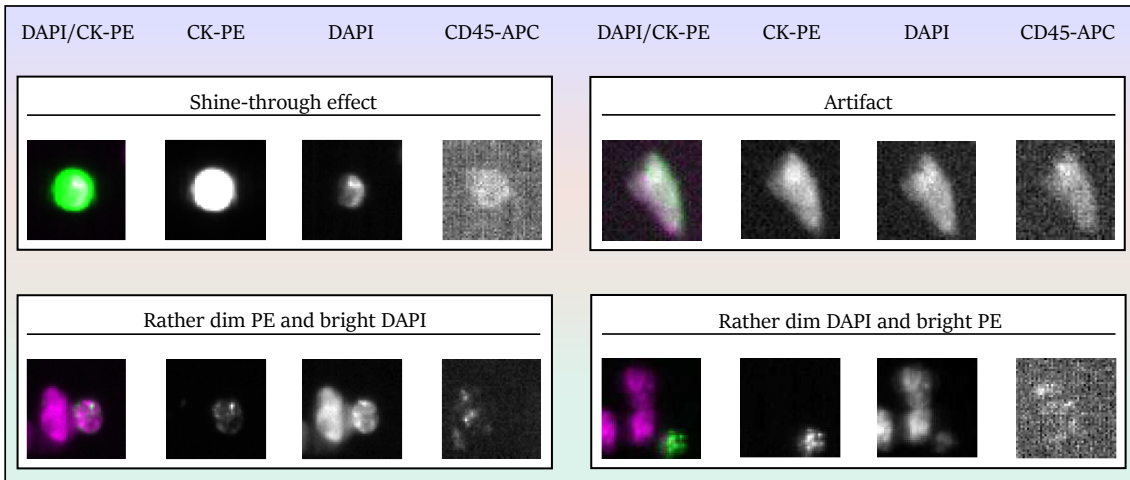 DAPI/CK-PE CK-PE DAPI CD45-APC DAPI/CK-PE CK-PE DAPI CD45-APC
Shine-through effect
Artifact
Rather dim PE and bright DAPI
Rather dim DAPI and bright PE